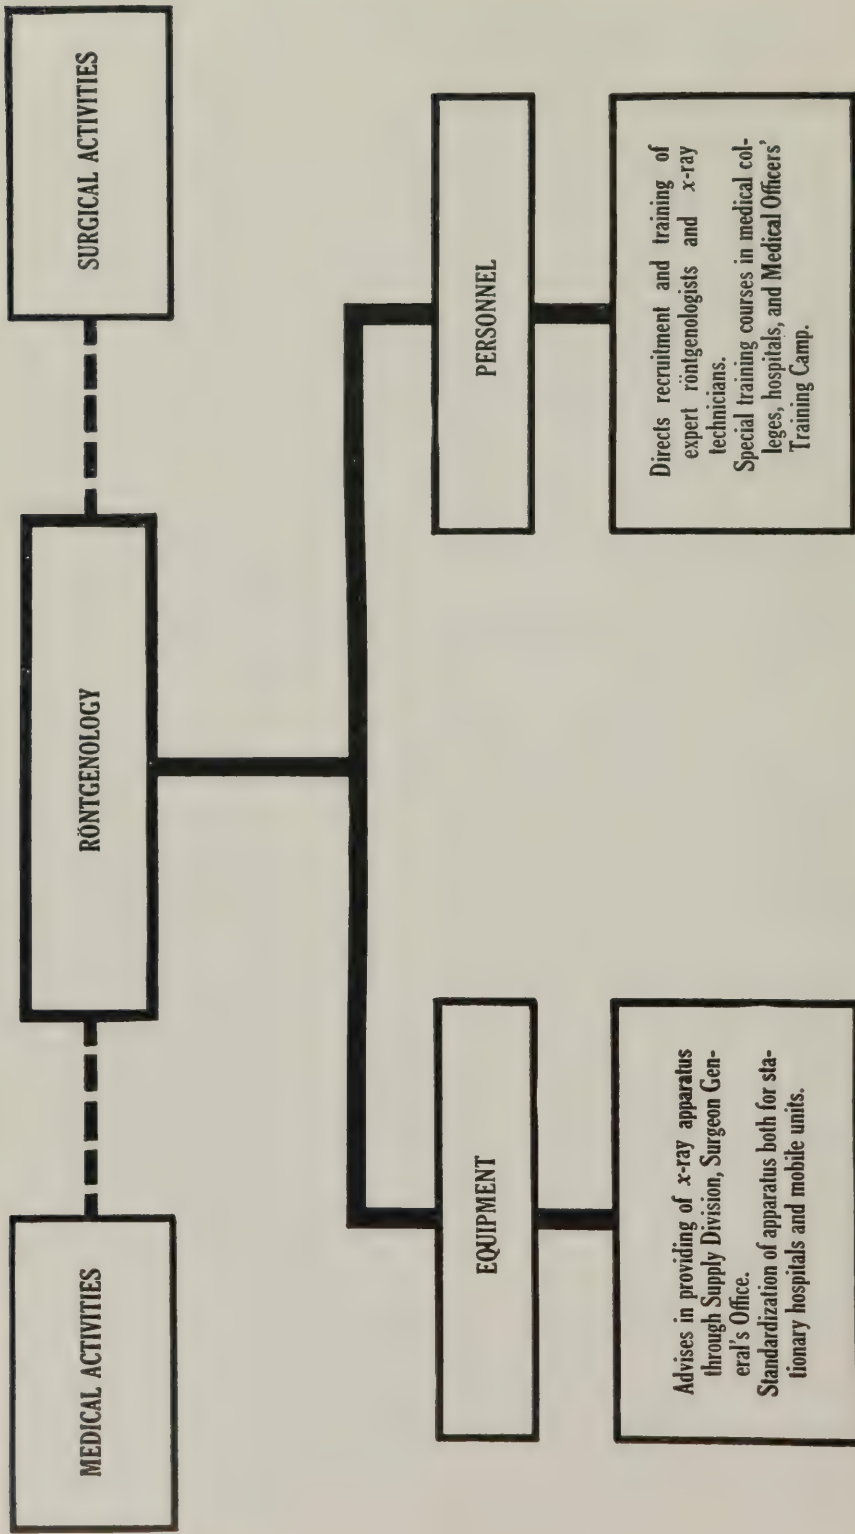 MEDICAL ACTIVITIES
RÖNTGENOLOGY
SURGICAL ACTIVITIES
EQUIPMENT
Advises in providing of x-ray apparatus
through Supply Division, Surgeon Gen-
eral's Office.
Standardization of apparatus both for sta-
tionary hospitals and mobile units.
PERSONNEL
Directs recruitment and training of
expert röntgenologists and x-ray
technicians.
Special training courses in medical col-
leges, hospitals, and Medical Officers'
Training Camp.